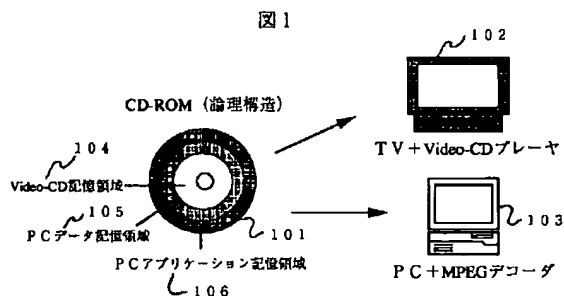 図1
102
CD-ROM (論理構造)
104
TV+Video-CDプレーヤ
Video-CD記憶領域
105
PCデータ記憶領域
103
101
PCアプリケーション記憶領域
PC+MPEGデコーダ
106